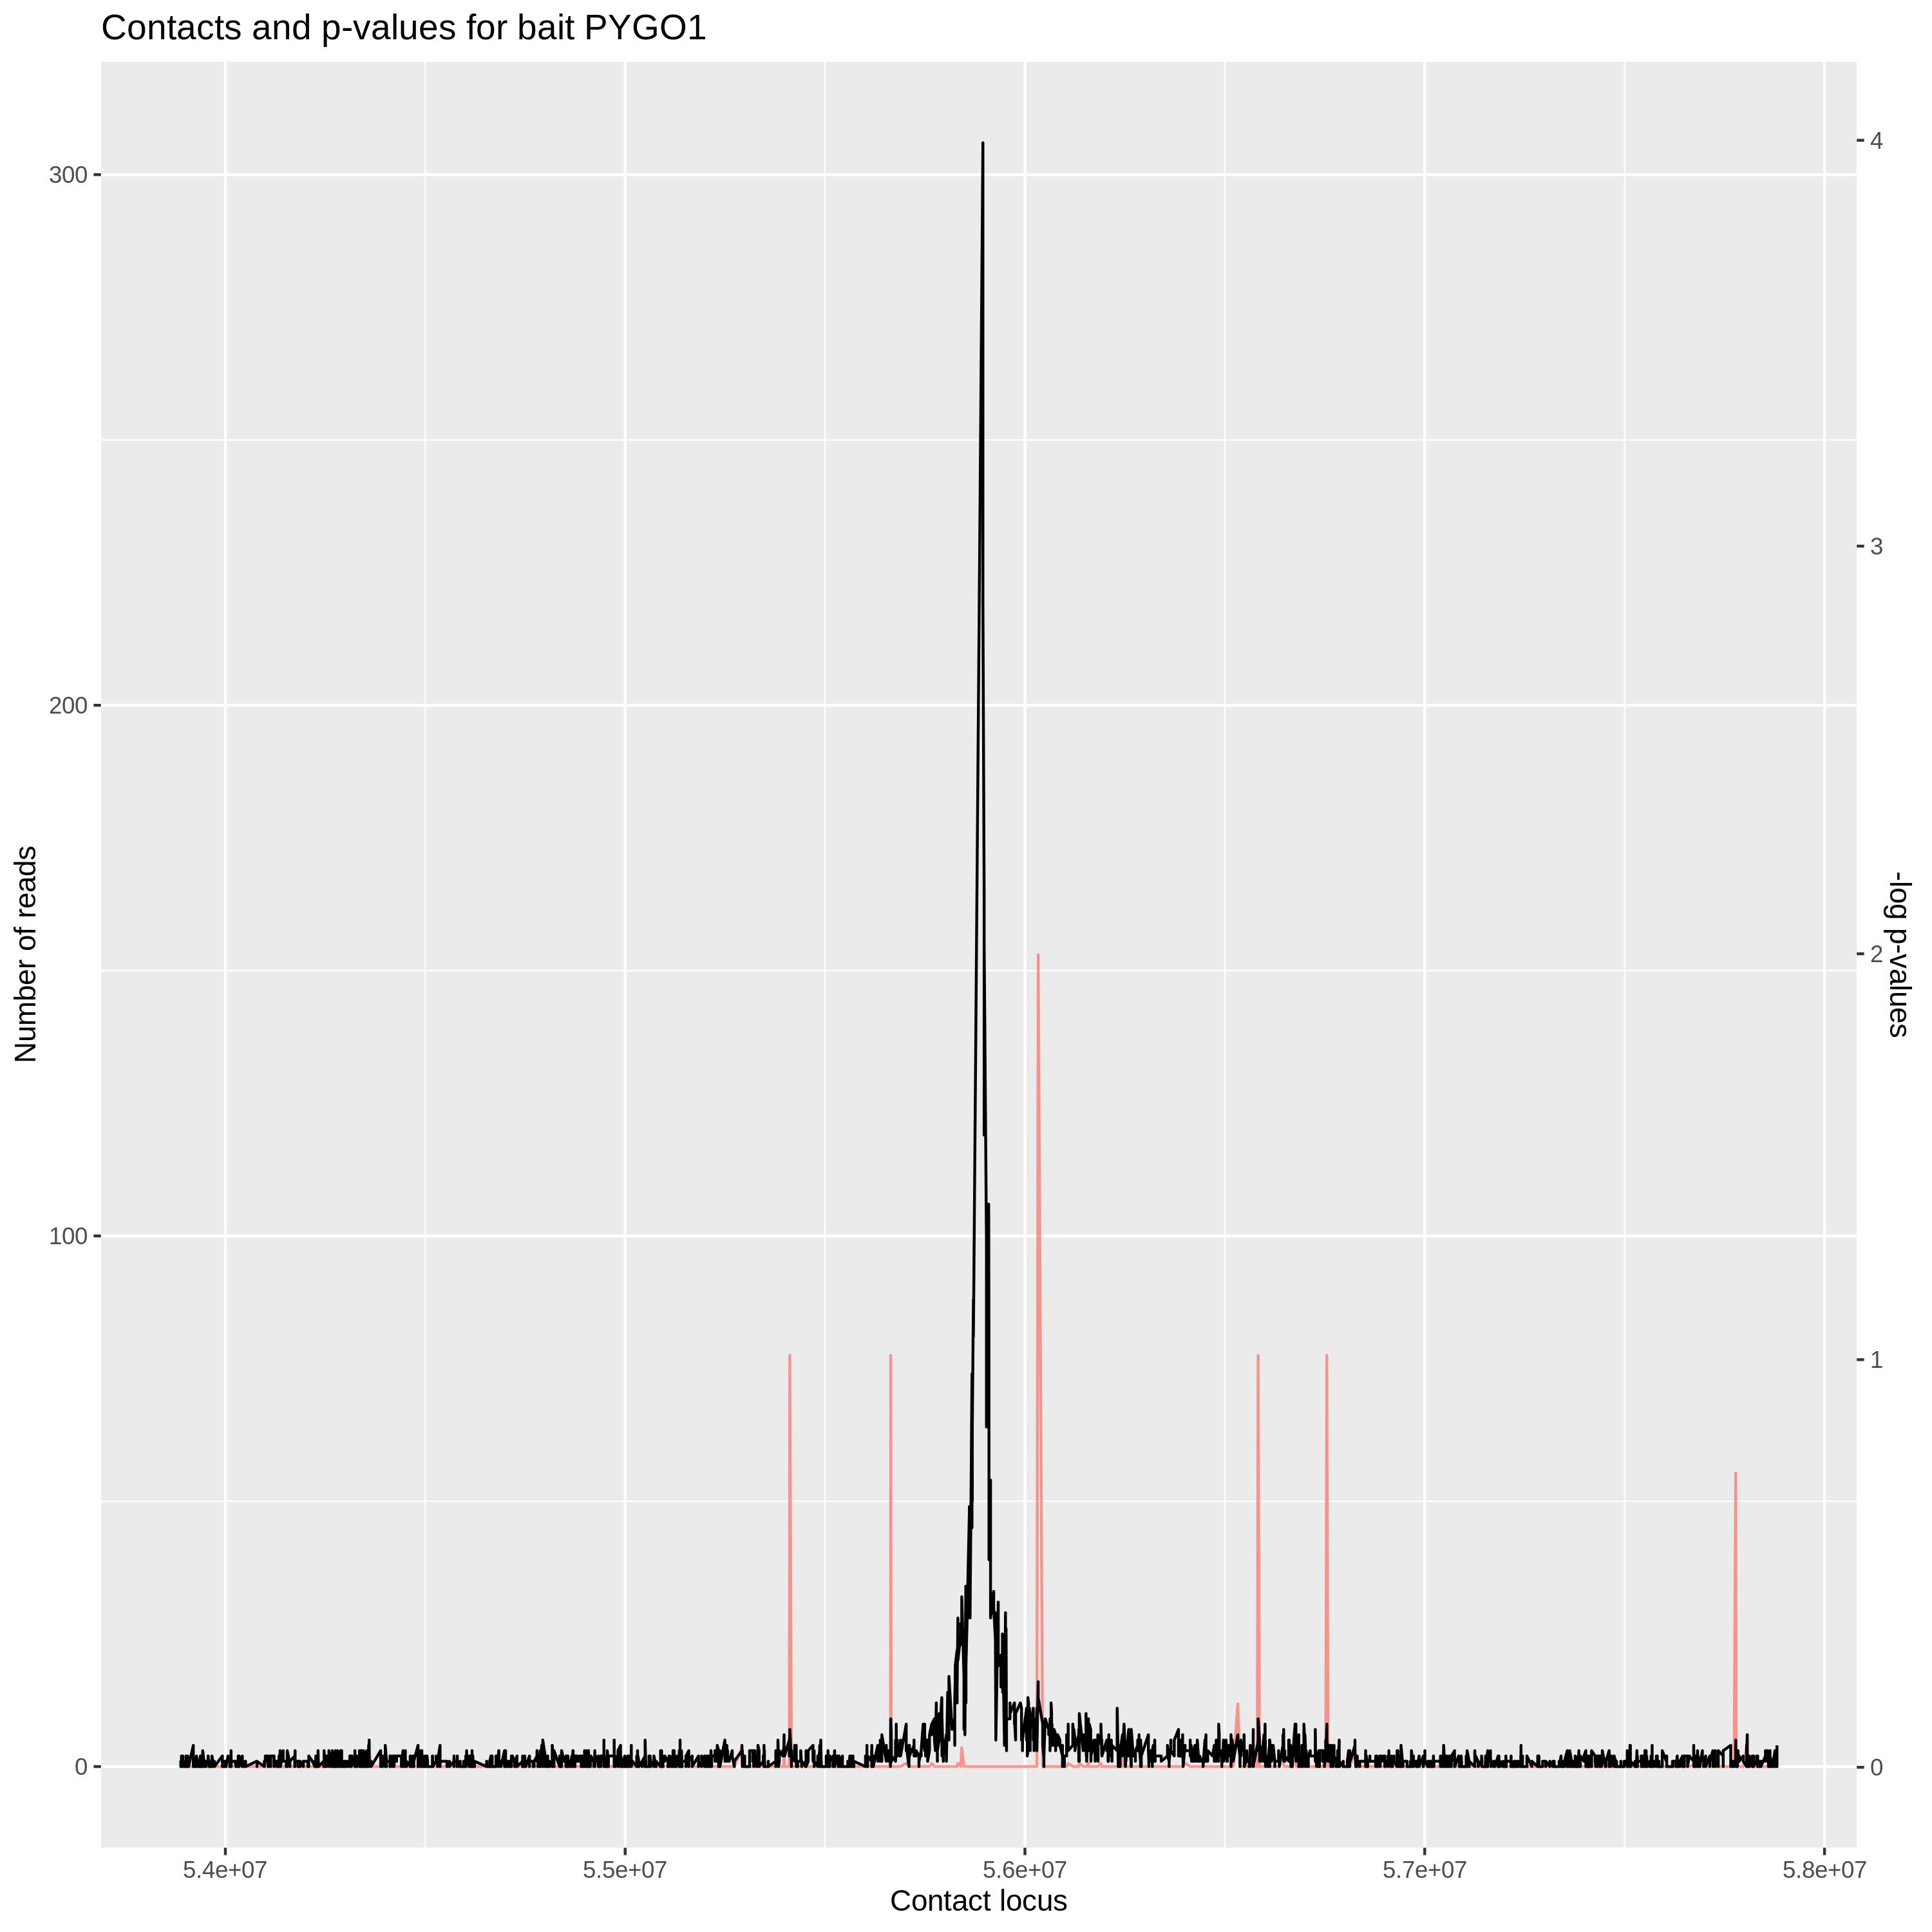 Contacts and p-values for bait PYGO1
300
200
100
0
Number of reads
4
3
2
1
0
-log p-values
5.4e+07 5.5e+07 5.6e+07 5.7e+07 5.8e+07
Contact locus